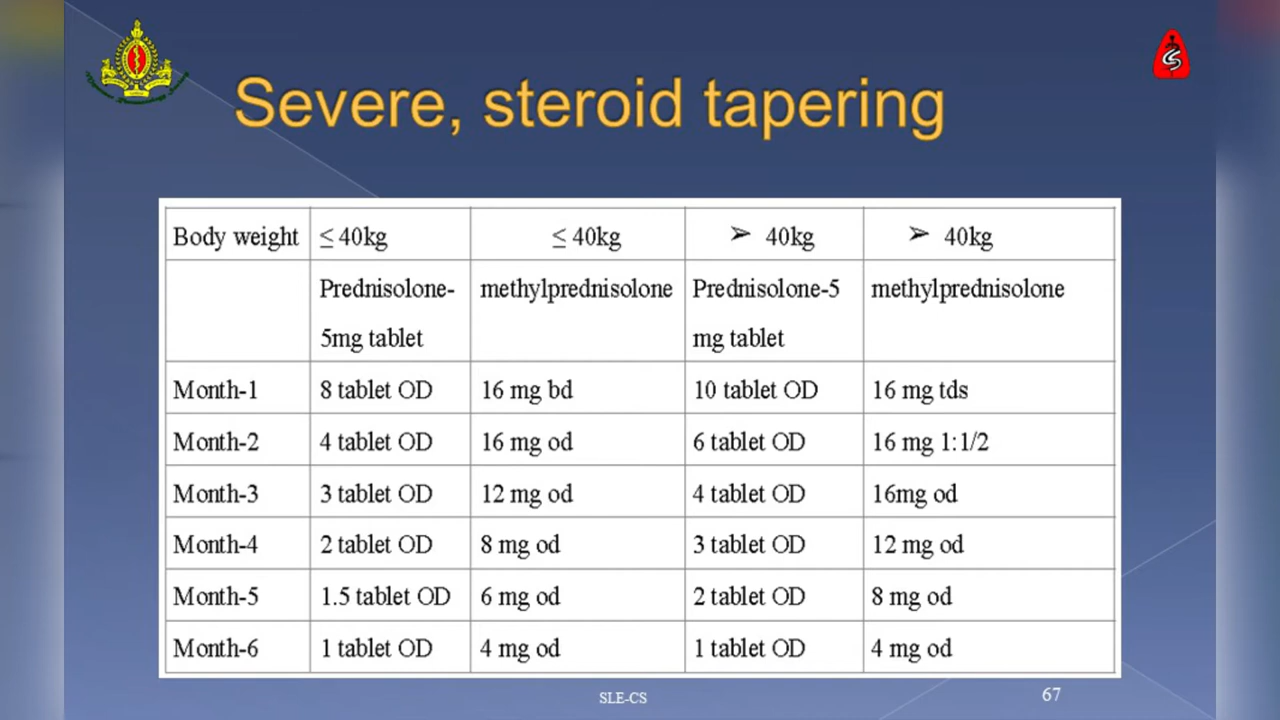 Severe, steroid tapering
Body weight ≤ 40kg ≤ 40kg ➢ 40kg ➢ 40kg
Prednisolone- methylprednisolone Prednisolone-5 methylprednisolone
5mg tablet mg tablet
Month-1 8 tablet OD 16 mg bd 10 tablet OD 16 mg tds
Month-2 4 tablet OD 16 mg od 6 tablet OD 16 mg 1:1/2
Month-3 3 tablet OD 12 mg od 4 tablet OD 16mg od
Month-4 2 tablet OD 8 mg od 3 tablet OD 12 mg od
Month-5 1.5 tablet OD 6 mg od 2 tablet OD 8 mg od
Month-6 1 tablet OD 4 mg od 1 tablet OD 4 mg od
SLE-CS 67